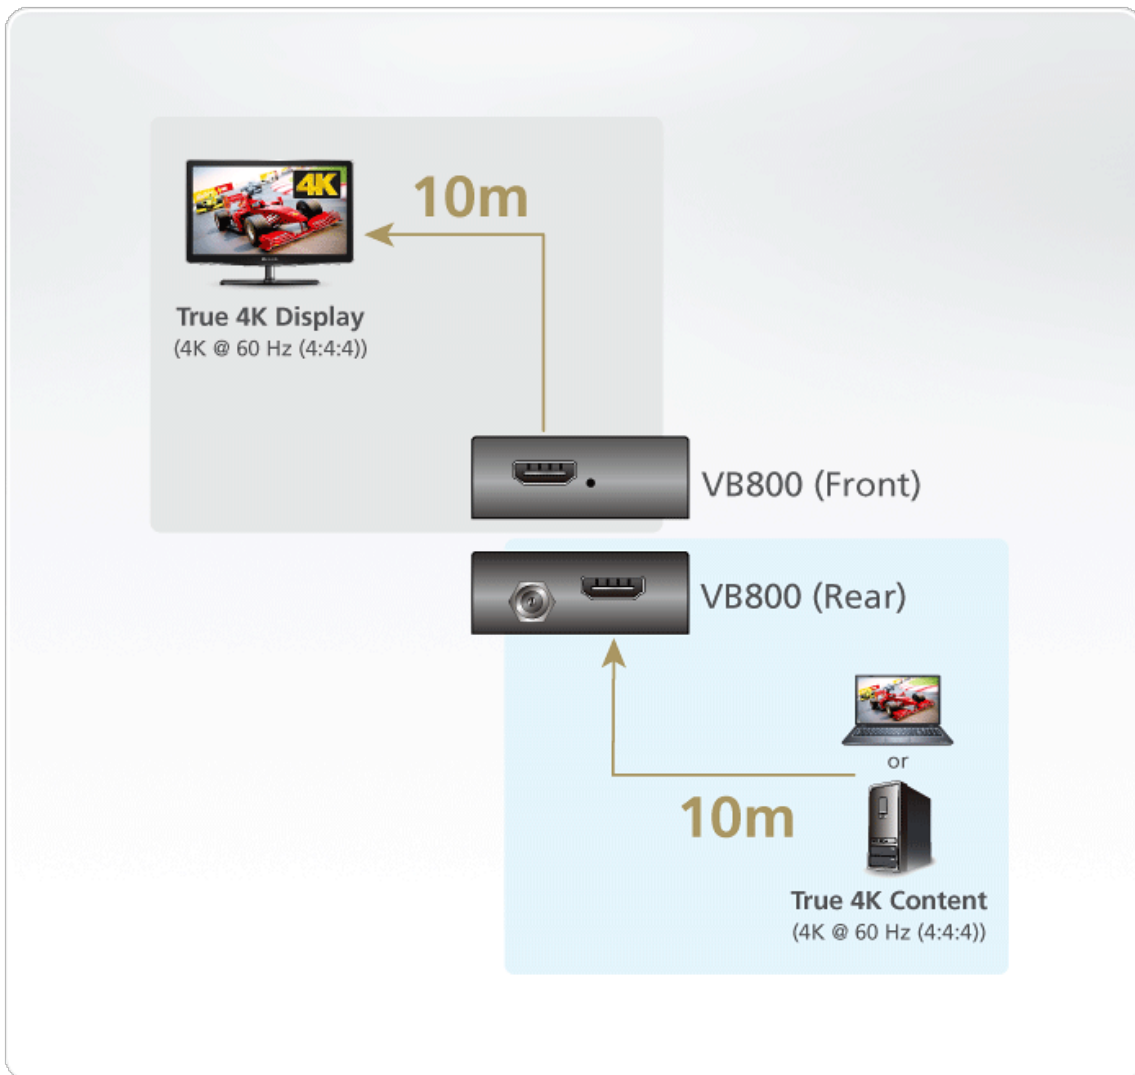 4K
10m
True 4K Display
(4K @ 60 Hz (4:4:4))
VB800 (Front)
VB800 (Rear)
or
10m
True 4K Content
(4K @ 60 Hz (4:4:4))